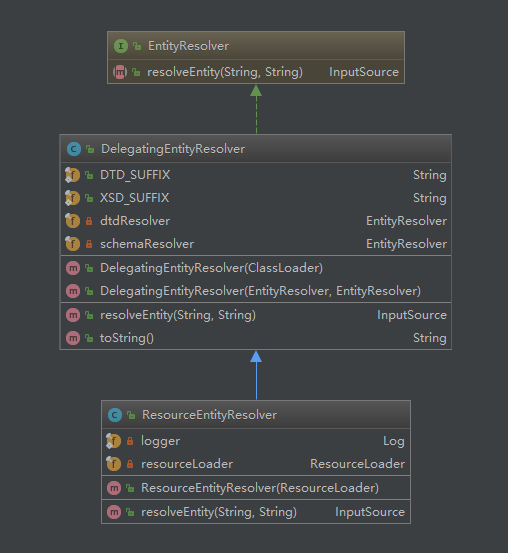 I EntityResolver
m resolveEntity(String, String) InputSource
C DelegatingEntityResolver
f DTD_SUFFIX String
f XSD_SUFFIX String
f dtdResolver EntityResolver
f schemaResolver EntityResolver
m DelegatingEntityResolver(ClassLoader)
m DelegatingEntityResolver(EntityResolver, EntityResolver)
m resolveEntity(String, String) InputSource
m toString() String
C ResourceEntityResolver
f logger Log
f resourceLoader ResourceLoader
m ResourceEntityResolver(ResourceLoader)
m resolveEntity(String, String) InputSource